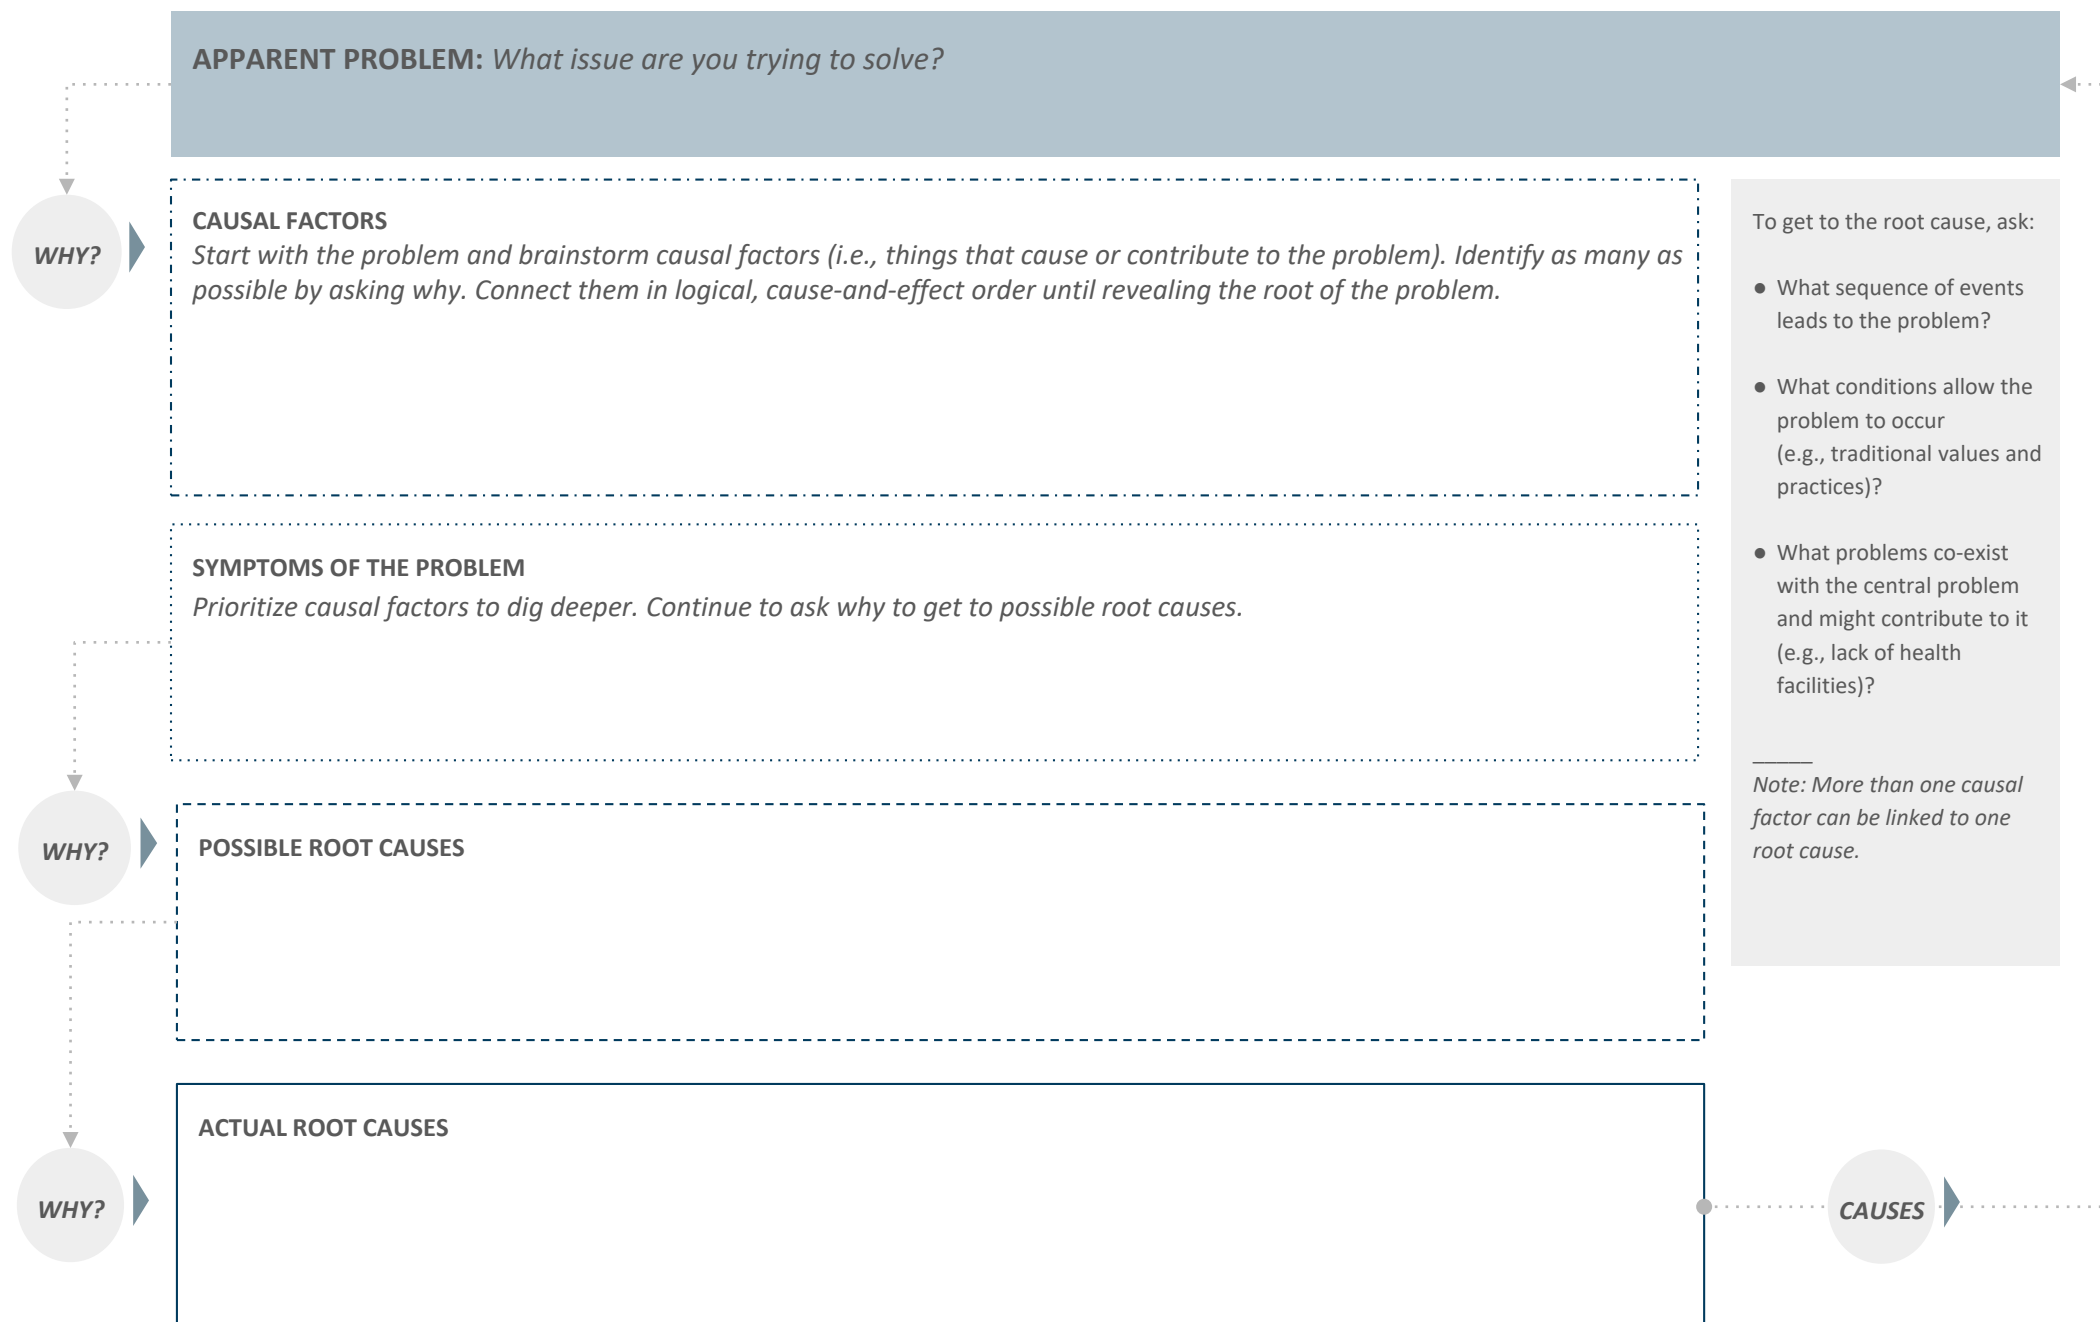 APPARENT PROBLEM: What issue are you trying to solve?
WHY?
CAUSAL FACTORS
Start with the problem and brainstorm causal factors (i.e., things that cause or contribute to the problem). Identify as many as
possible by asking why. Connect them in logical, cause-and-effect order until revealing the root of the problem.
SYMPTOMS OF THE PROBLEM
Prioritize causal factors to dig deeper. Continue to ask why to get to possible root causes.
WHY?
POSSIBLE ROOT CAUSES
WHY?
ACTUAL ROOT CAUSES
CAUSES
To get to the root cause, ask:
● What sequence of events
leads to the problem?
● What conditions allow the
problem to occur
(e.g., traditional values and
practices)?
● What problems co-exist
with the central problem
and might contribute to it
(e.g., lack of health
facilities)?
_____
Note: More than one causal
factor can be linked to one
root cause.